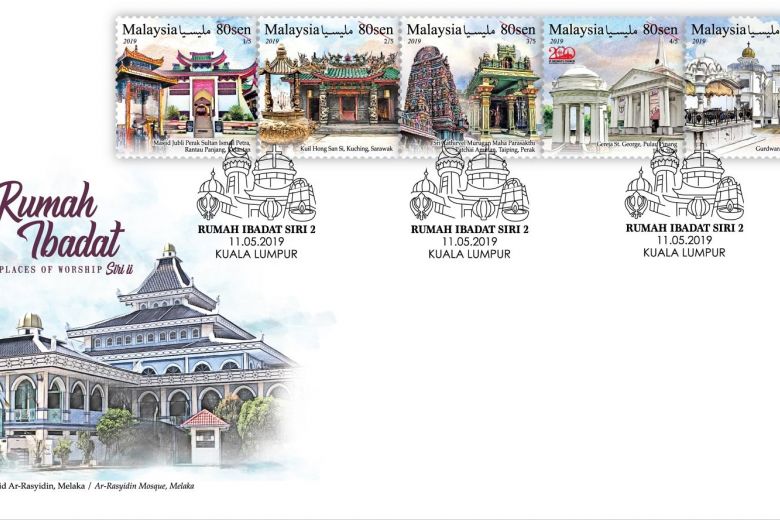 Malaysia مليسيا 80sen
2019 1/5
Masjid Jubli Perak Sultan Ismail Petra,
Rantau Panjang, Kelantan
Malaysia مليسيا 80sen
2019 2/5
Kuil Hong San Si, Kuching, Sarawak
Malaysia مليسيا 80sen
2019 3/5
Sri Kathirvel Murugan Maha Parasakthi
Patchai Amman, Taiping, Perak
Malaysia مليسيا 80sen
2019 4/5
200
Gereja St. George, Pulau Pinang
Malaysia مليسيا
2019
Gurdwar
RUMAH IBADAT SIRI 2
11.05.2019
KUALA LUMPUR
RUMAH IBADAT SIRI 2
11.05.2019
KUALA LUMPUR
RUMAH IBADAT SIRI 2
11.05.2019
KUALA LUMPUR
Rumah
Ibadat
PLACES OF WORSHIP Siri ii
id Ar-Rasyidin, Melaka / Ar-Rasyidin Mosque, Melaka